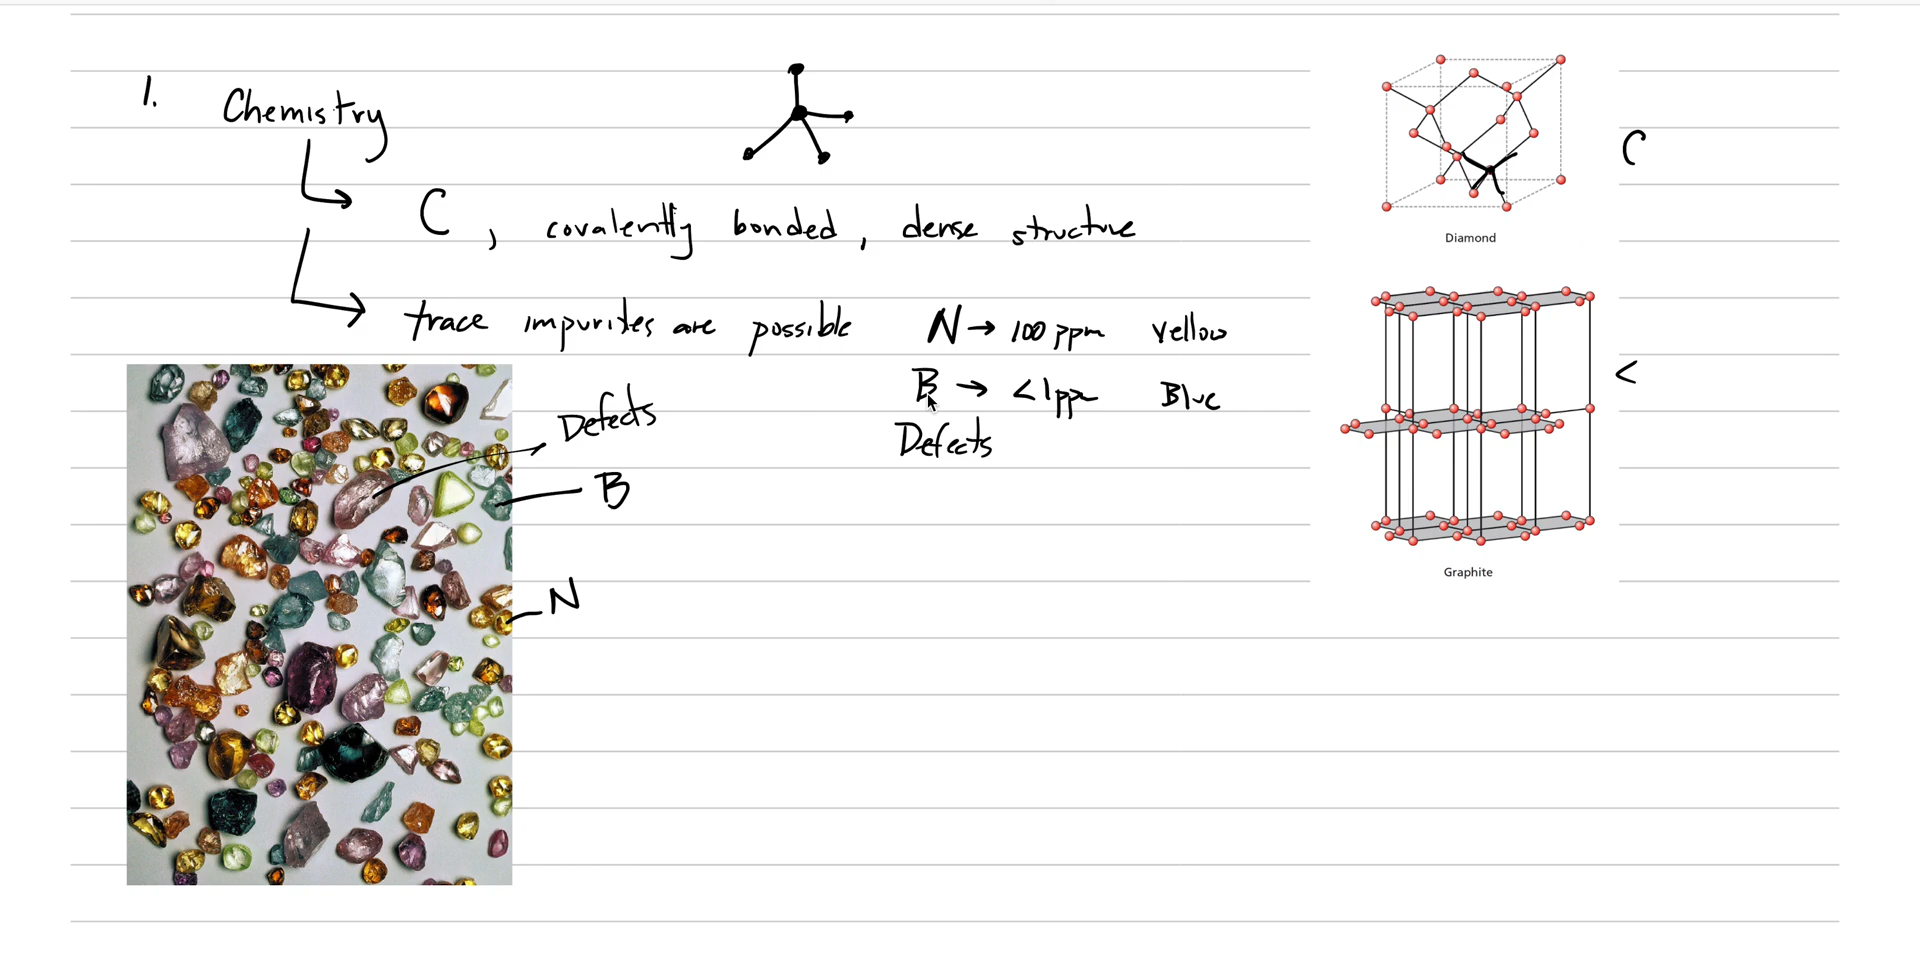 1. Chemistry
C, covalently bonded, dense structure
trace impurites are possible N → 100 ppm yellow
B → <1ppm Blue
Defects
Defects
B
N
C
Diamond
Graphite